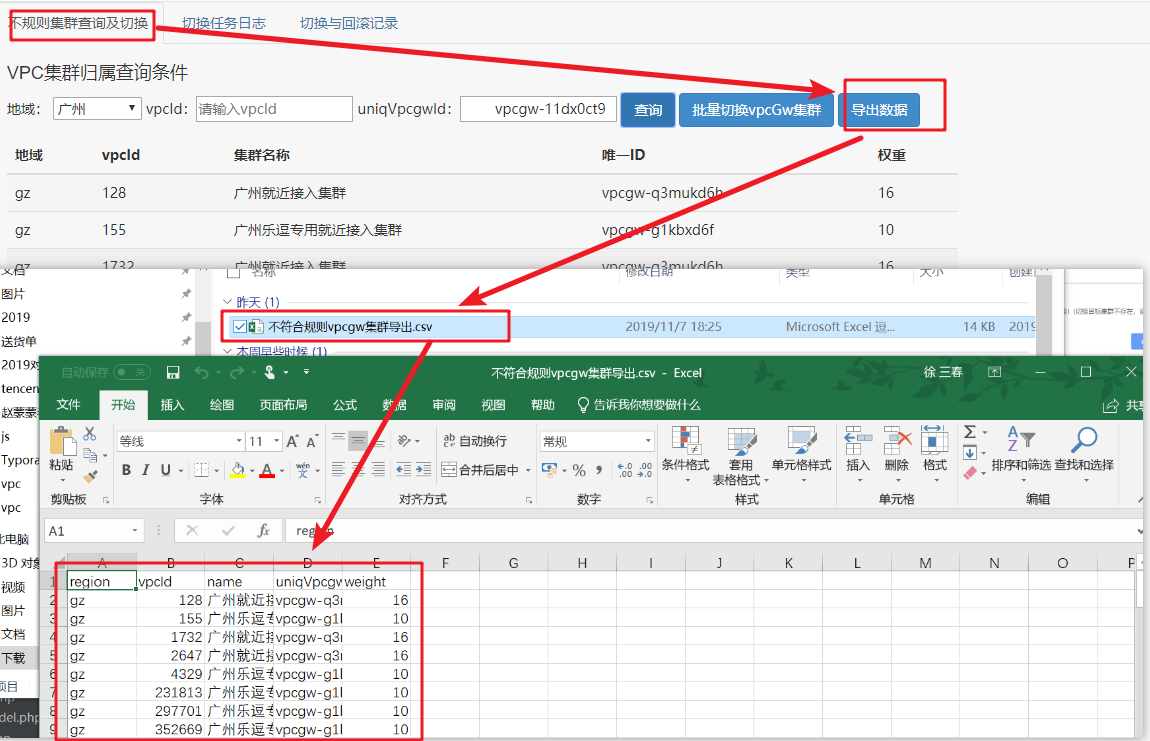 不规则集群查询及切换 切换任务日志 切换与回滚记录
VPC集群归属查询条件
地域： 广州 vpcId： 请输入vpcId uniqVpcgwId： vpcgw-11dx0ct9 查询 批量切换vpcGw集群 导出数据
地域 vpcId 集群名称 唯一ID 权重
gz 128 广州就近接入集群 vpcgw-q3mukd6h 16
gz 155 广州乐逗专用就近接入集群 vpcgw-g1kbxd6f 10
gz 1732 广州就近接入集群 vpcgw-q3mukd6h 16
文档 名称 修改日期 类型 大小
图片 昨天 (1)
2019 不符合规则vpcgw集群导出.csv 2019/11/7 18:25 Microsoft Excel 逗... 14 KB 2019
送货单 本周早些时候 (1)
2019对
tencen
赵蒙蒙
js
Typora
vpc
vpc
比电脑
3D 对象
视频
图片
文档
下载
项目
del.php
自动保存 关 不符合规则vpcgw集群导出.csv - Excel 徐 三春
文件 开始 插入 绘图 页面布局 公式 数据 审阅 视图 帮助 告诉我你想要做什么 共享
粘贴 等线 11 自动换行 常规 条件格式 套用 单元格样式 插入 删除 格式 排序和筛选 查找和选择
B I U A wén 文 合并后居中 % 表格格式
剪贴板 字体 对齐方式 数字 样式 单元格 编辑
A1 fx region
A B C D E F G H I J K L M N O P
1 region vpcId name uniqVpcgw weight
2 gz 128 广州就近接 vpcgw-q3m 16
3 gz 155 广州乐逗专 vpcgw-g1k 10
4 gz 1732 广州就近接 vpcgw-q3m 16
5 gz 2647 广州就近接 vpcgw-q3m 16
6 gz 4329 广州乐逗专 vpcgw-g1k 10
7 gz 231813 广州乐逗专 vpcgw-g1k 10
8 gz 297701 广州乐逗专 vpcgw-g1k 10
9 gz 352669 广州乐逗专 vpcgw-g1k 10